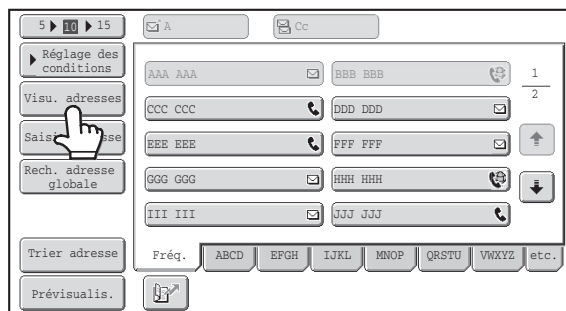 5 10 15
A
Cc
Réglage des
conditions
Visu. adresses
Saisi sse
Rech. adresse
globale
AAA AAA
BBB BBB
CCC CCC
DDD DDD
EEE EEE
FFF FFF
GGG GGG
HHH HHH
III III
JJJ JJJ
1
2
Trier adresse
Fréq.
ABCD
EFGH
IJKL
MNOP
QRSTU
VWXYZ
etc.
Prévisualis.